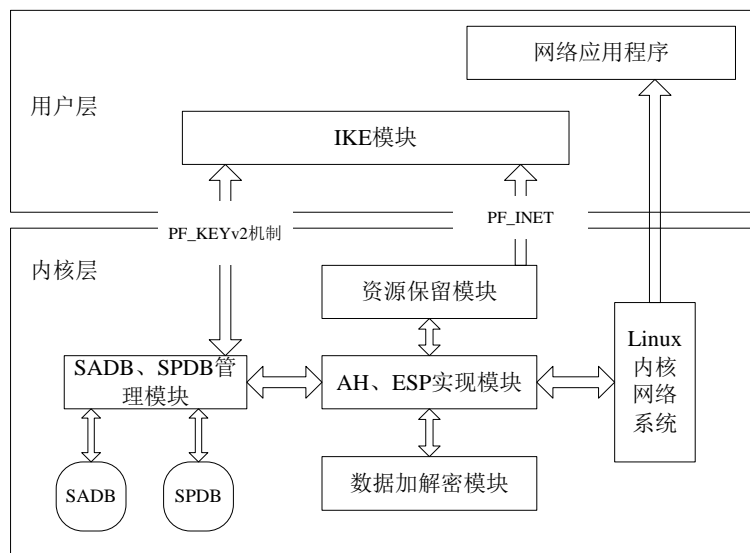 网络应用程序
用户层
IKE模块
PF_KEYv2机制
PF_INET
内核层
资源保留模块
Linux
内核
网络
系统
SADB、SPDB管
理模块
AH、ESP实现模块
SADB
SPDB
数据加解密模块